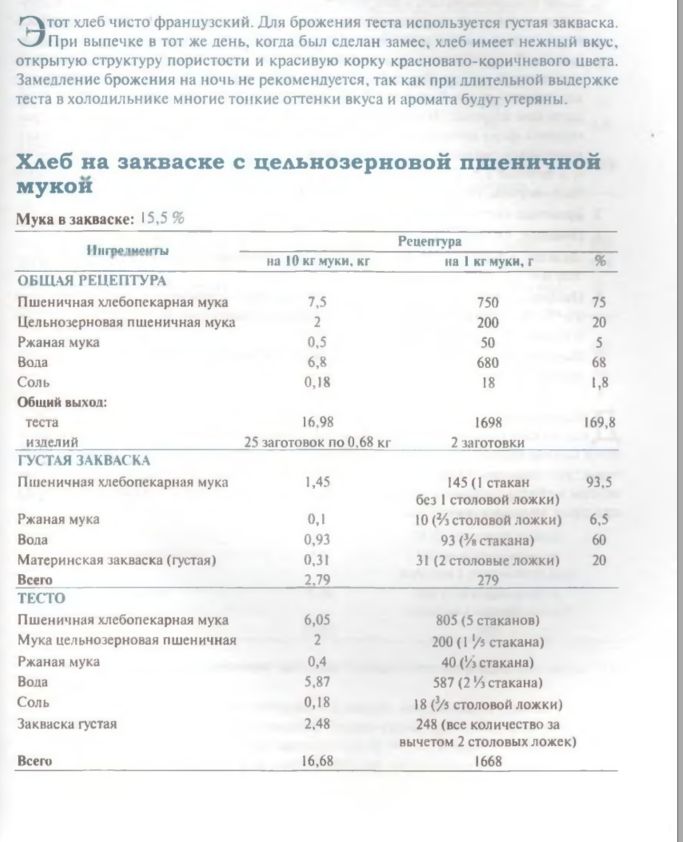 Этот хлеб чисто французский. Для брожения теста используется густая закваска.
При выпечке в тот же день, когда был сделан замес, хлеб имеет нежный вкус,
открытую структуру пористости и красивую корку красновато-коричневого цвета.
Замедление брожения на ночь не рекомендуется, так как при длительной выдержке
теста в холодильнике многие тонкие оттенки вкуса и аромата будут утеряны.
Хлеб на закваске с цельнозерновой пшеничной
мукой
Мука в закваске: 15,5 %
Ингредиенты Рецептура
на 10 кг муки, кг на 1 кг муки, г %
ОБЩАЯ РЕЦЕПТУРА
Пшеничная хлебопекарная мука 7,5 750 75
Цельнозерновая пшеничная мука 2 200 20
Ржаная мука 0,5 50 5
Вода 6,8 680 68
Соль 0,18 18 1,8
Общий выход:
теста 16,98 1698 169,8
изделий 25 заготовок по 0,68 кг 2 заготовки
ГУСТАЯ ЗАКВАСКА
Пшеничная хлебопекарная мука 1,45 145 (1 стакан 93,5
без 1 столовой ложки)
Ржаная мука 0,1 10 (⅔ столовой ложки) 6,5
Вода 0,93 93 (⅜ стакана) 60
Материнская закваска (густая) 0,31 31 (2 столовые ложки) 20
Всего 2,79 279
ТЕСТО
Пшеничная хлебопекарная мука 6,05 805 (5 стаканов)
Мука цельнозерновая пшеничная 2 200 (1 ⅕ стакана)
Ржаная мука 0,4 40 (⅓ стакана)
Вода 5,87 587 (2 ⅓ стакана)
Соль 0,18 18 (⅗ столовой ложки)
Закваска густая 2,48 248 (все количество за
вычетом 2 столовых ложек)
Всего 16,68 1668